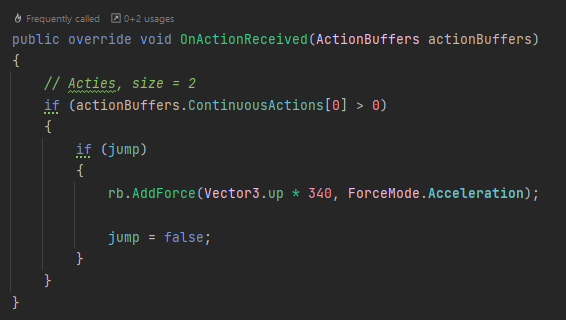 Frequently called 0+2 usages
public override void OnActionReceived(ActionBuffers actionBuffers)
{
// Acties, size = 2
if (actionBuffers.ContinuousActions[0] > 0)
{
if (jump)
{
rb.AddForce(Vector3.up * 340, ForceMode.Acceleration);
jump = false;
}
}
}